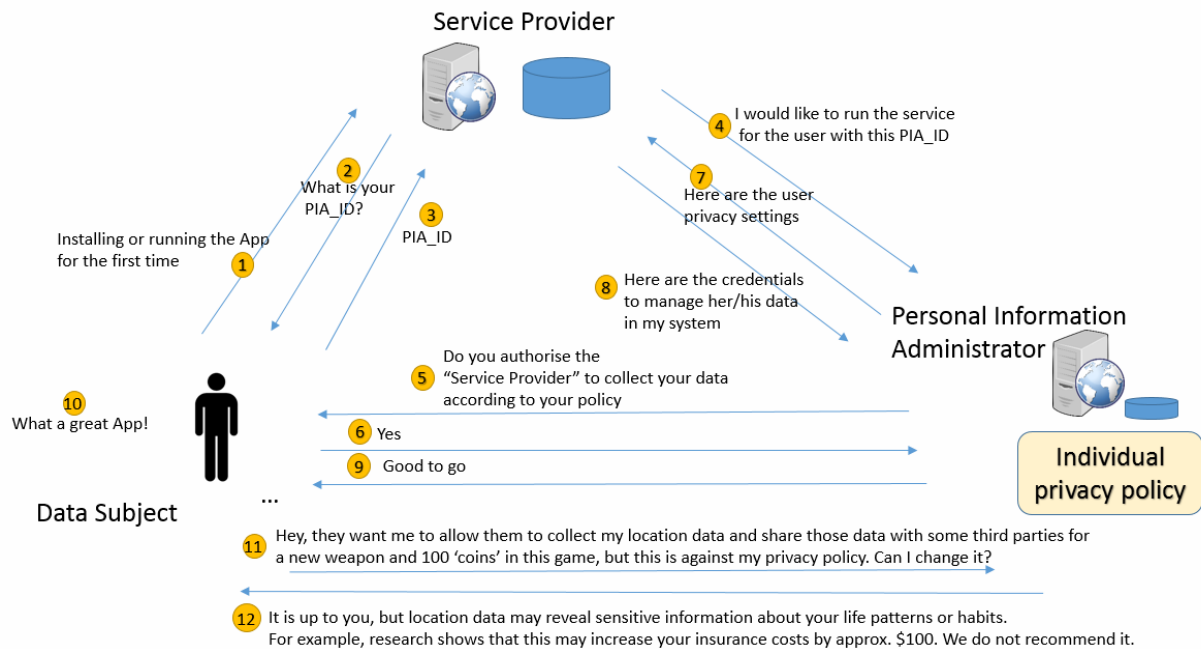 Service Provider
4
I would like to run the service
for the user with this PIA_ID
2
What is your
PIA_ID?
7
Here are the user
privacy settings
3
PIA_ID
Installing or running the App
for the first time
1
8
Here are the credentials
to manage her/his data
in my system
Personal Information
Administrator
5
Do you authorise the
“Service Provider” to collect your data
according to your policy
10
What a great App!
6
Yes
9
Good to go
Individual
privacy policy
...
Data Subject
11
Hey, they want me to allow them to collect my location data and share those data with some third parties for
a new weapon and 100 ‘coins’ in this game, but this is against my privacy policy. Can I change it?
12
It is up to you, but location data may reveal sensitive information about your life patterns or habits.
For example, research shows that this may increase your insurance costs by approx. $100. We do not recommend it.